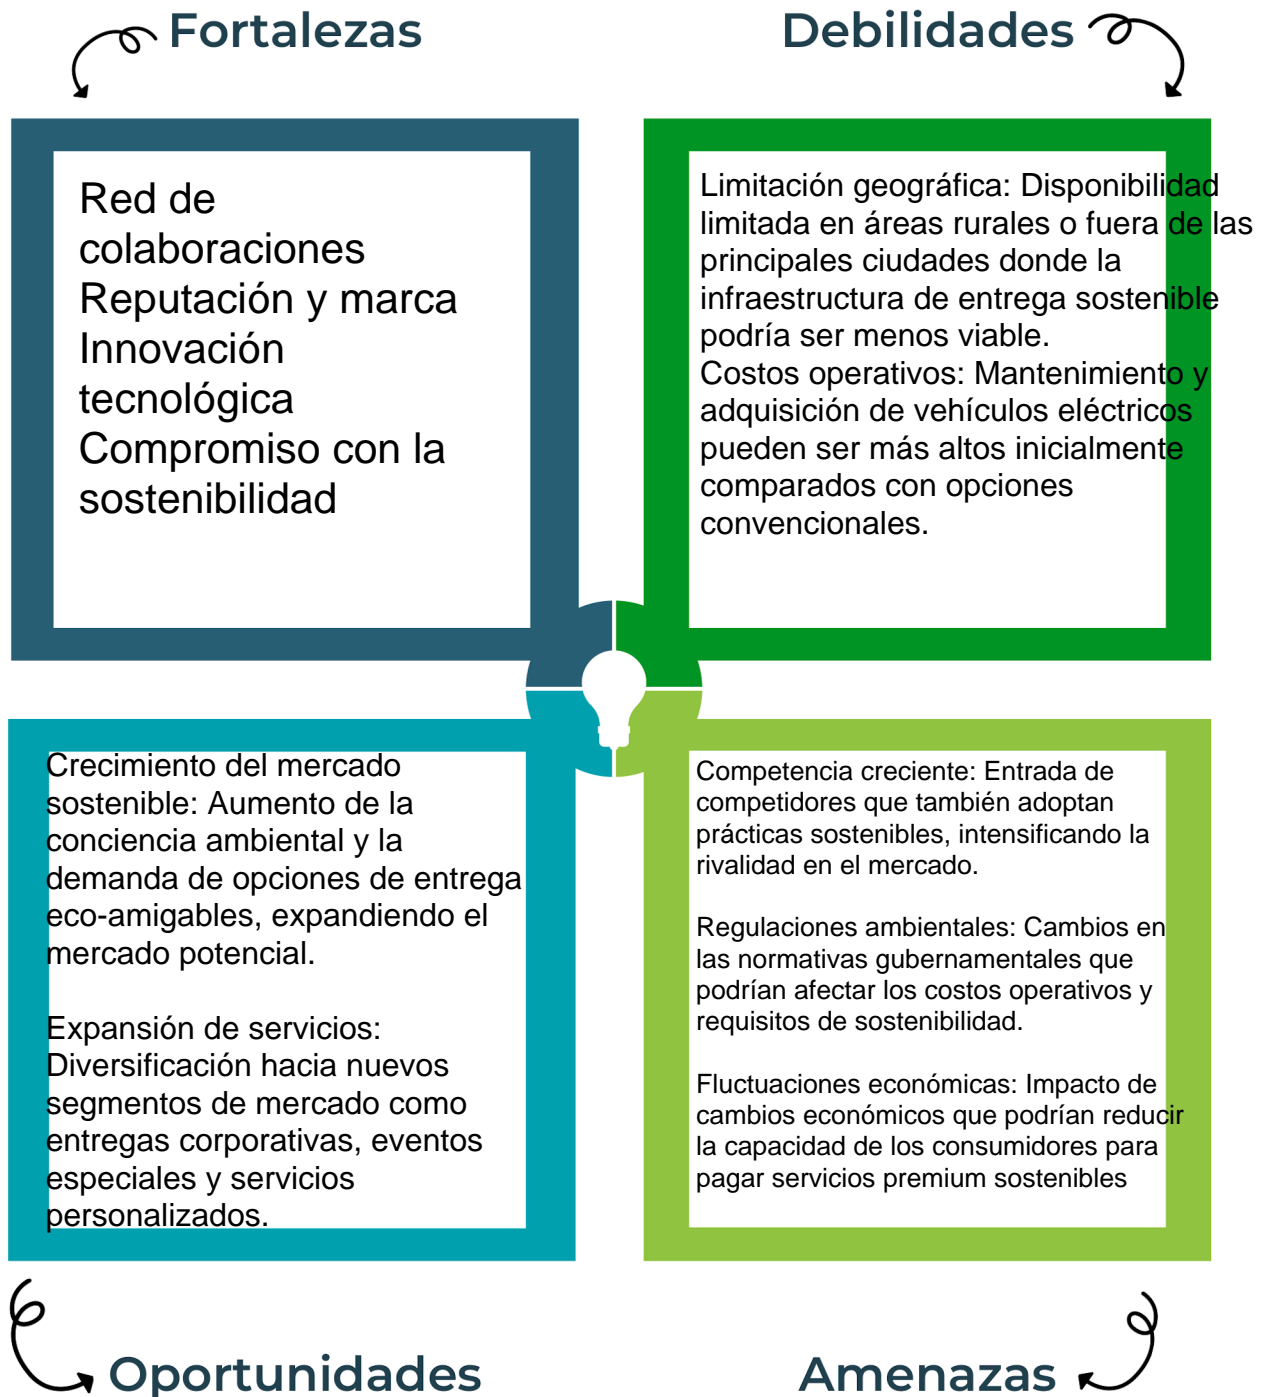 Fortalezas
Debilidades
Red de
colaboraciones
Reputación y marca
Innovación
tecnológica
Compromiso con la
sostenibilidad
Limitación geográfica: Disponibilidad
limitada en áreas rurales o fuera de las
principales ciudades donde la
infraestructura de entrega sostenible
podría ser menos viable.
Costos operativos: Mantenimiento y
adquisición de vehículos eléctricos
pueden ser más altos inicialmente
comparados con opciones
convencionales.
Crecimiento del mercado
sostenible: Aumento de la
conciencia ambiental y la
demanda de opciones de entrega
eco-amigables, expandiendo el
mercado potencial.
Expansión de servicios:
Diversificación hacia nuevos
segmentos de mercado como
entregas corporativas, eventos
especiales y servicios
personalizados.
Competencia creciente: Entrada de
competidores que también adoptan
prácticas sostenibles, intensificando la
rivalidad en el mercado.
Regulaciones ambientales: Cambios en
las normativas gubernamentales que
podrían afectar los costos operativos y
requisitos de sostenibilidad.
Fluctuaciones económicas: Impacto de
cambios económicos que podrían reducir
la capacidad de los consumidores para
pagar servicios premium sostenibles
Oportunidades
Amenazas